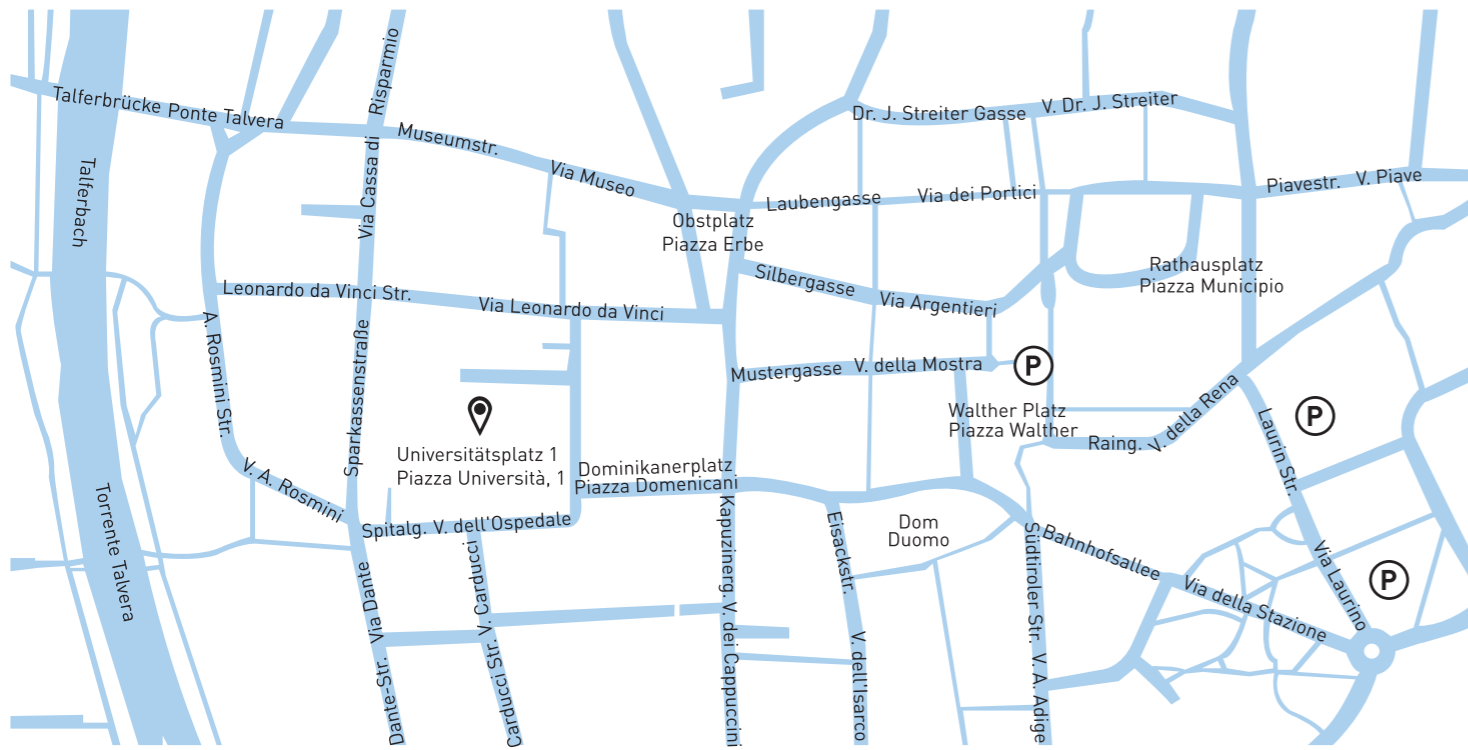 Talferbrücke Ponte Talvera
Via Cassa di Risparmio
Museumstr.
Via Museo
Dr. J. Streiter Gasse
V. Dr. J. Streiter
Talferbach
Laubengasse
Via dei Portici
Piavestr.
V. Piave
Obstplatz
Piazza Erbe
Silbergasse
Via Argentieri
Rathausplatz
Piazza Municipio
Leonardo da Vinci Str.
Via Leonardo da Vinci
A. Rosmini Str.
Sparkassenstraße
Mustergasse
V. della Mostra
P
Walther Platz
Piazza Walther
Raing.
V. della Rena
P
Laurin Str.
Universitätsplatz 1
Piazza Università, 1
Dominikanerplatz
Piazza Domenicani
V. A. Rosmini
Spitalg. V. dell'Ospedale
Torrente Talvera
Kapuzinerg. V. dei Cappuccini
Eisackstr.
V. dell'Isarco
Dom
Duomo
S Bahnhofsallee
Via della Stazione
Südtiroler Str. V. A. Adige
Via Laurino
P
Dante-Str. Via Dante
Carducci Str. V. Carducci